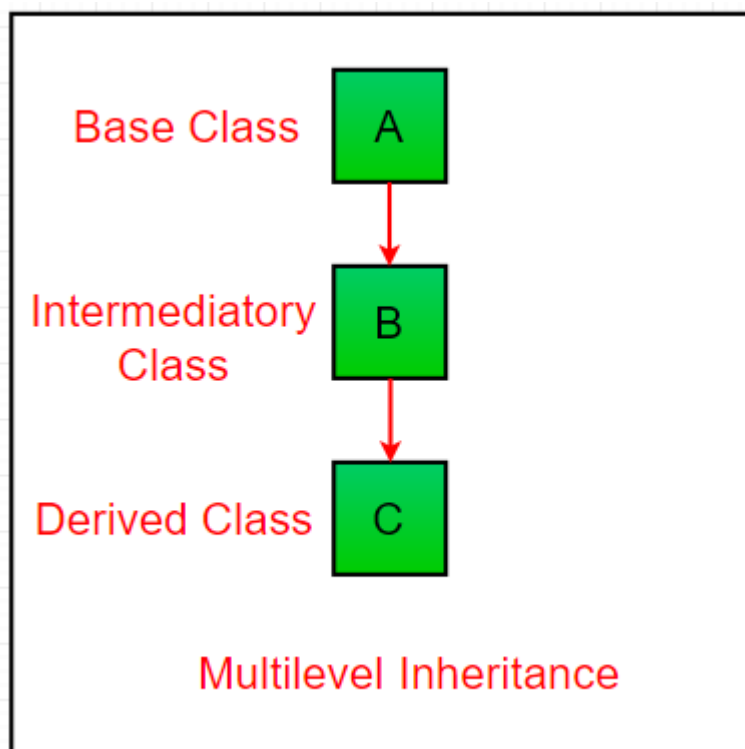 Base Class
A
Intermediatory
Class
B
Derived Class
C
Multilevel Inheritance